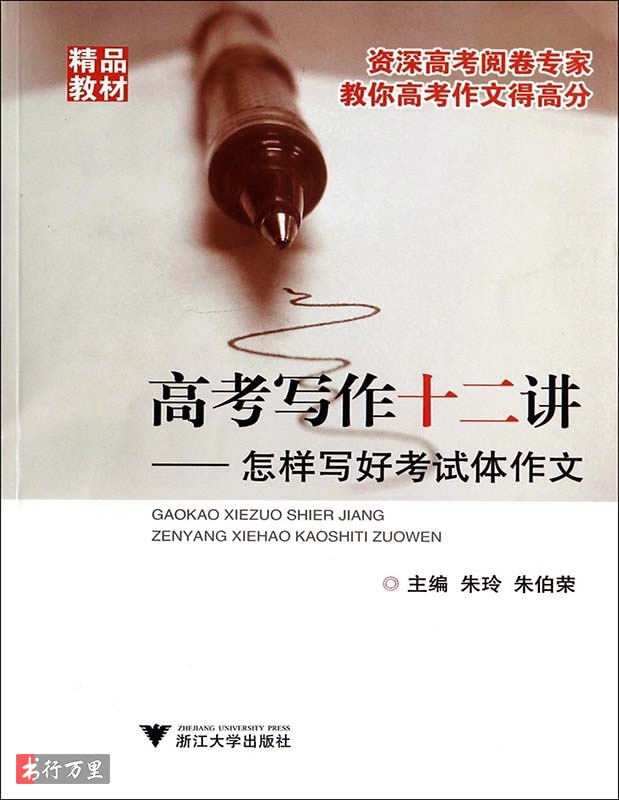 精品
教材
资深高考阅卷专家
教你高考作文得高分
高考写作十二讲
——怎样写好考试体作文
GAOKAO XIEZUO SHIER JIANG
ZENYANG XIEHAO KAOSHITI ZUOWEN
◎ 主编 朱玲 朱伯荣
ZHEJIANG UNIVERSITY PRESS
浙江大学出版社
书行万里